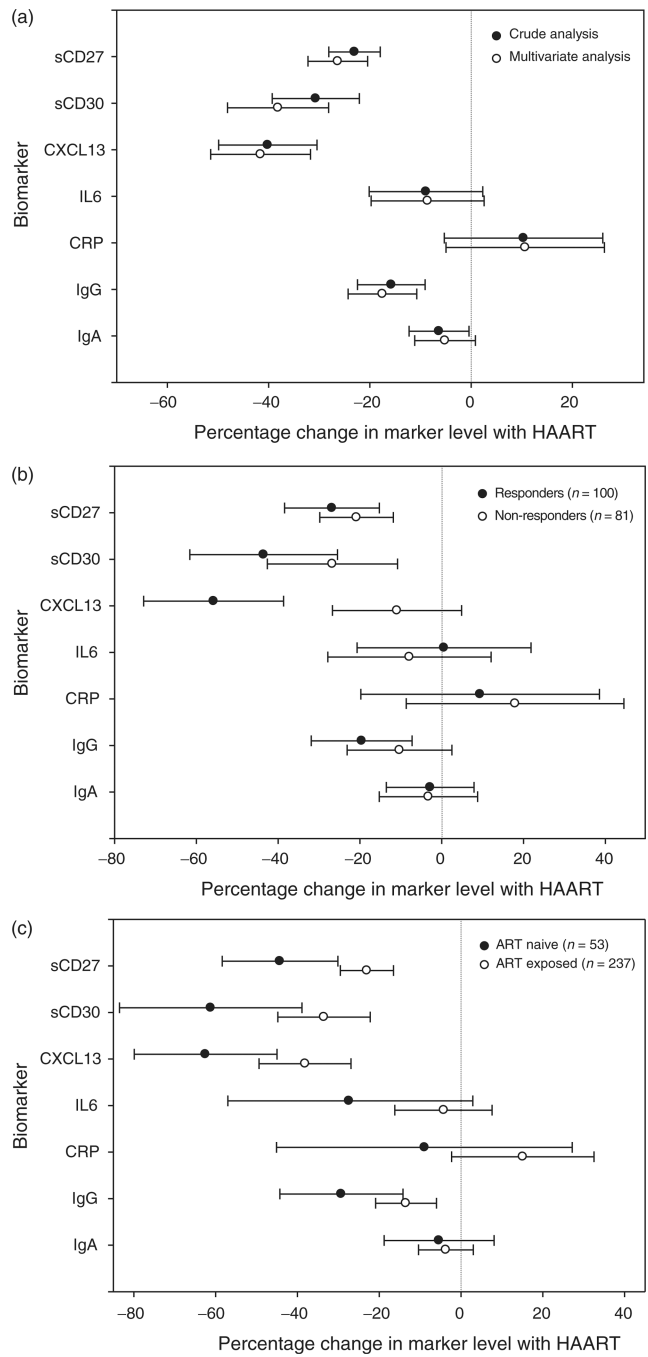 (a)
Crude analysis
Multivariate analysis
Biomarker
sCD27
sCD30
CXCL13
IL6
CRP
IgG
IgA
−60 −40 −20 0 20
Percentage change in marker level with HAART
(b)
Responders (n = 100)
Non-responders (n = 81)
Biomarker
sCD27
sCD30
CXCL13
IL6
CRP
IgG
IgA
−80 −60 −40 −20 0 20 40
Percentage change in marker level with HAART
(c)
ART naive (n = 53)
ART exposed (n = 237)
Biomarker
sCD27
sCD30
CXCL13
IL6
CRP
IgG
IgA
−80 −60 −40 −20 0 20 40
Percentage change in marker level with HAART